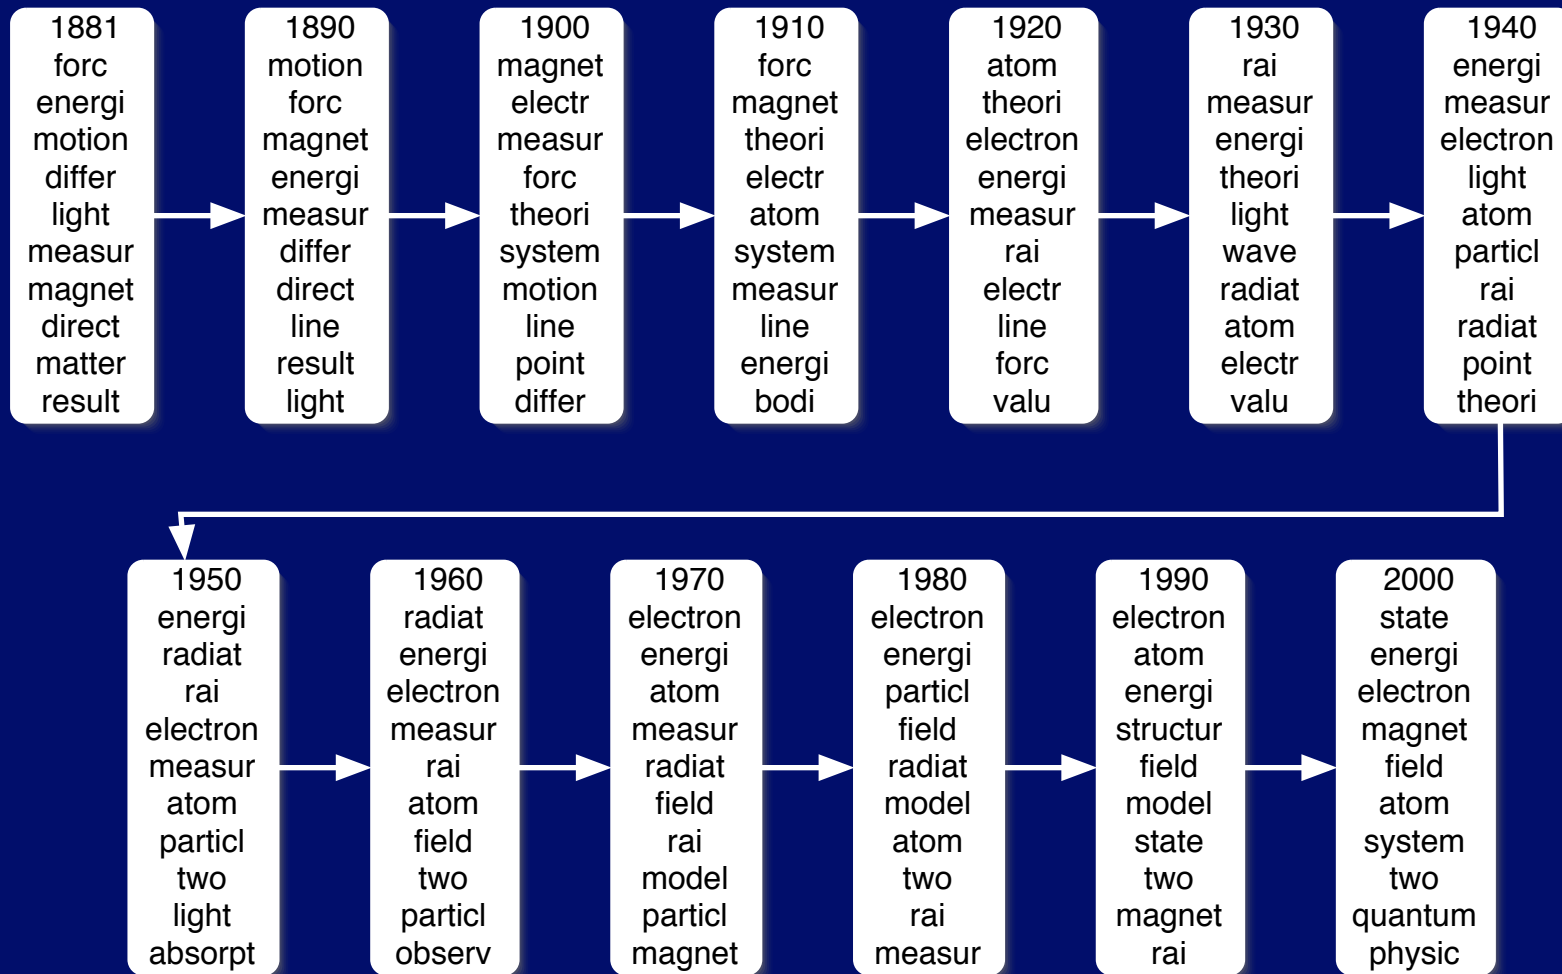 1881
forc
energi
motion
differ
light
measur
magnet
direct
matter
result
1890
motion
forc
magnet
energi
measur
differ
direct
line
result
light
1900
magnet
electr
measur
forc
theori
system
motion
line
point
differ
1910
forc
magnet
theori
electr
atom
system
measur
line
energi
bodi
1920
atom
theori
electron
energi
measur
rai
electr
line
forc
valu
1930
rai
measur
energi
theori
light
wave
radiat
atom
electr
valu
1940
energi
measur
electron
light
atom
particl
rai
radiat
point
theori
1950
energi
radiat
rai
electron
measur
atom
particl
two
light
absorpt
1960
radiat
energi
electron
measur
rai
atom
field
two
particl
observ
1970
electron
energi
atom
measur
radiat
field
rai
model
particl
magnet
1980
electron
energi
particl
field
radiat
model
atom
two
rai
measur
1990
electron
atom
energi
structur
field
model
state
two
magnet
rai
2000
state
energi
electron
magnet
field
atom
system
two
quantum
physic